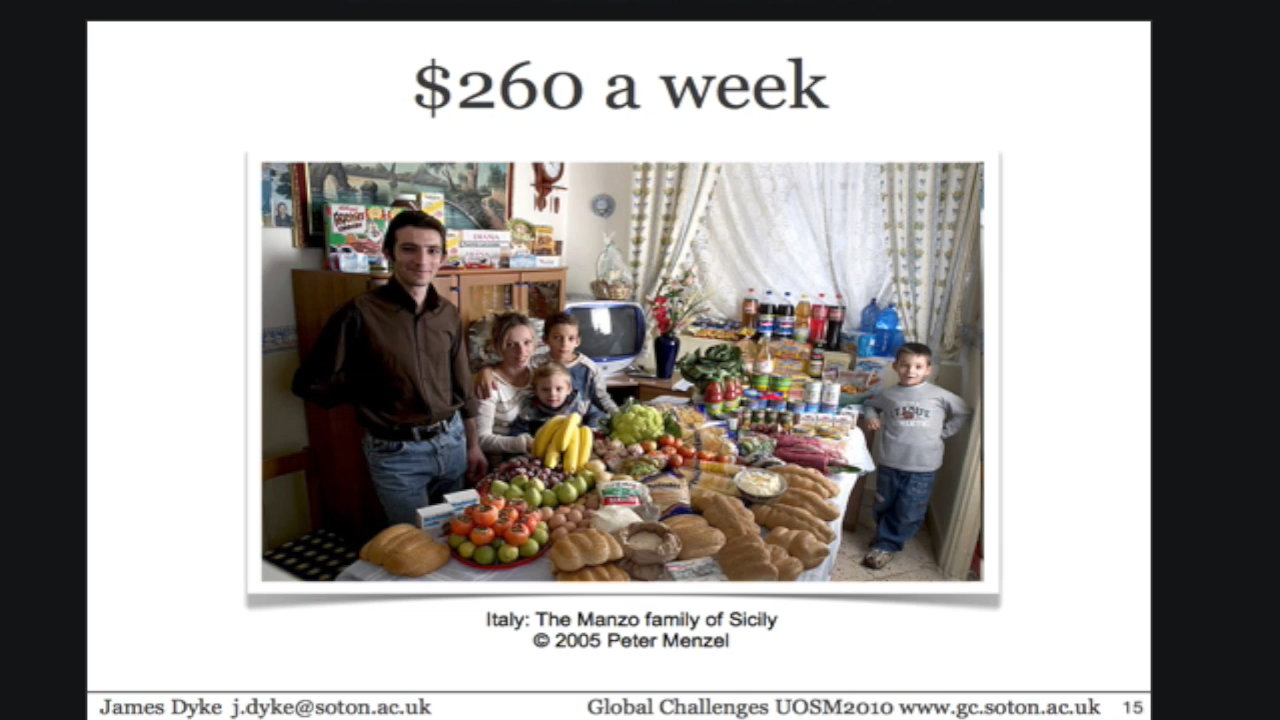 $260 a week
DIANA
Italy: The Manzo family of Sicily
© 2005 Peter Menzel
James Dyke j.dyke@soton.ac.uk
Global Challenges UOSM2010 www.gc.soton.ac.uk 15